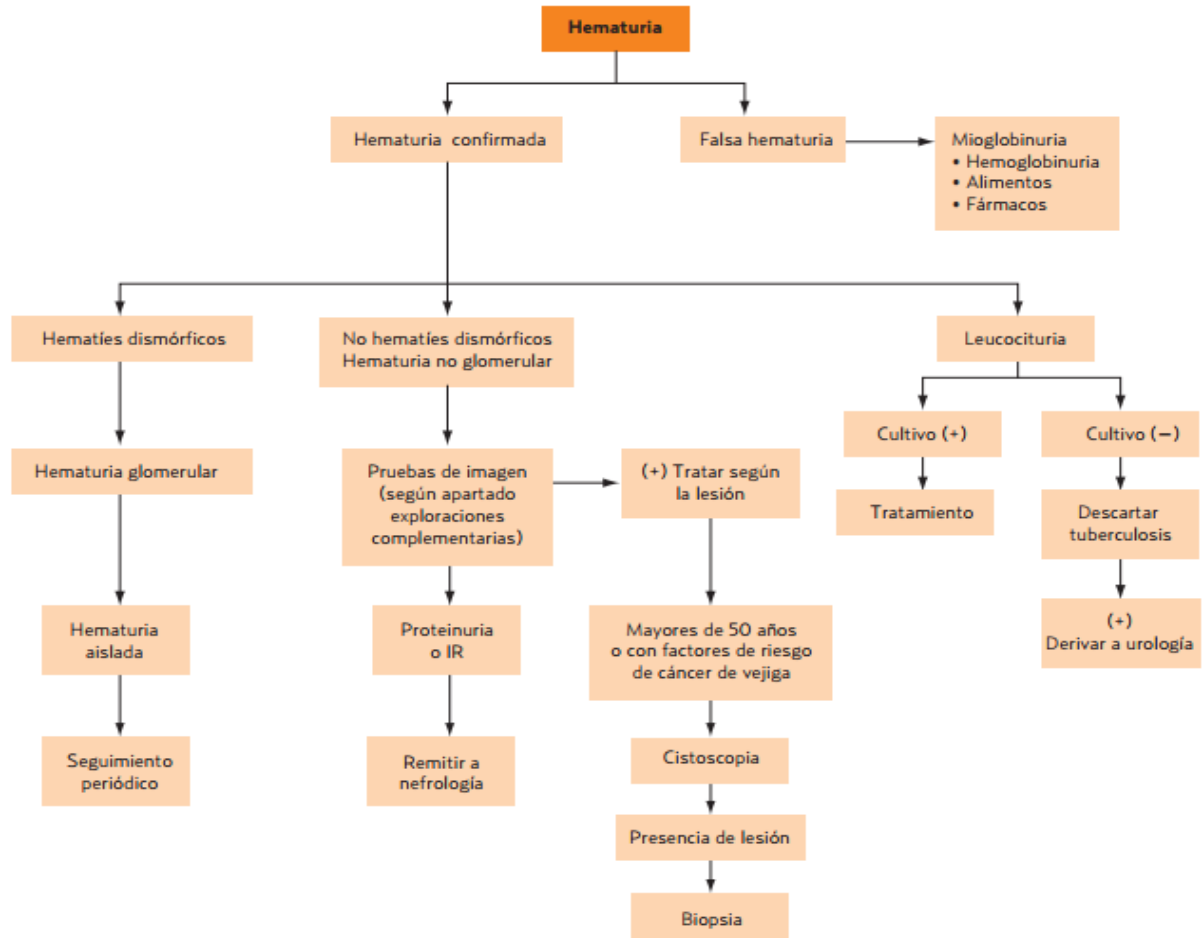 Hematuria
Hematuria confirmada
Falsa hematuria
Mioglobinuria
• Hemoglobinuria
• Alimentos
• Fármacos
Hematíes dismórficos
No hematíes dismórficos
Hematuria no glomerular
Leucocituria
Cultivo (+)
Cultivo (−)
Hematuria glomerular
Pruebas de imagen
(según apartado
exploraciones
complementarias)
(+) Tratar según
la lesión
Tratamiento
Descartar
tuberculosis
Hematuria
aislada
Proteinuria
o IR
Mayores de 50 años
o con factores de riesgo
de cáncer de vejiga
(+)
Derivar a urología
Seguimiento
periódico
Remitir a
nefrología
Cistoscopia
Presencia de lesión
Biopsia